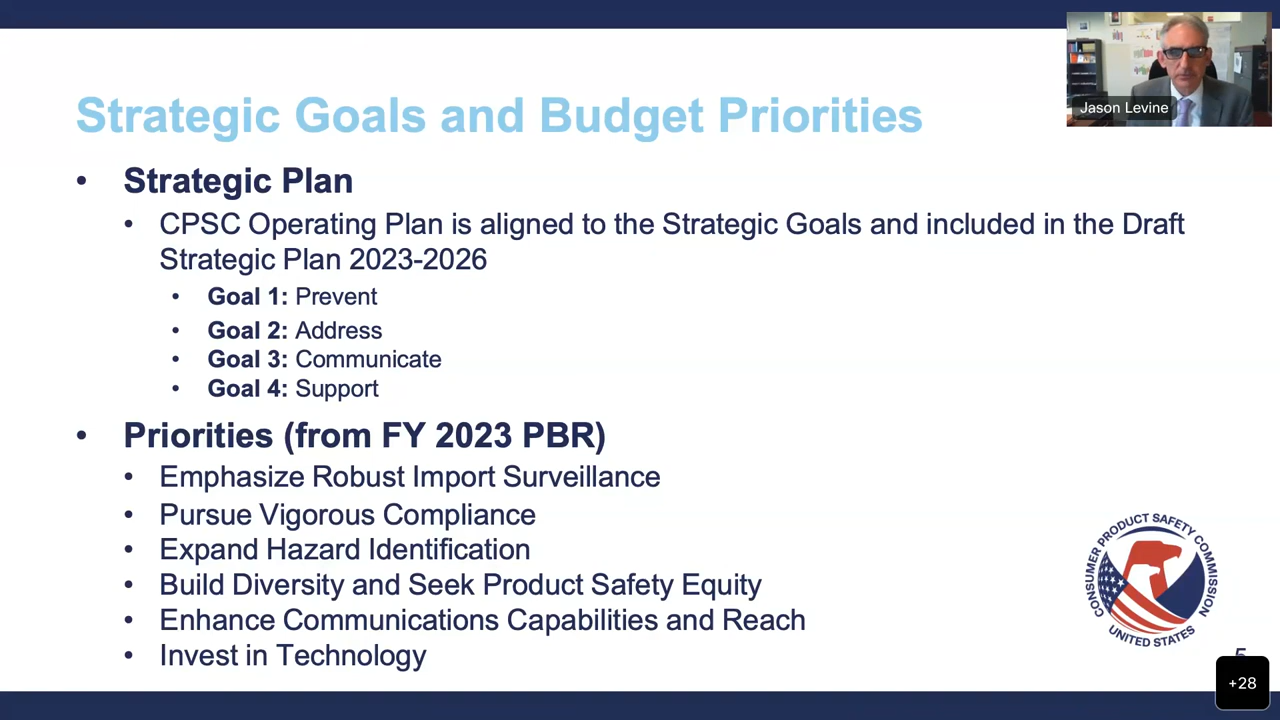 Strategic Goals and Budget Priorities
Jason Levine
• Strategic Plan
• CPSC Operating Plan is aligned to the Strategic Goals and included in the Draft
Strategic Plan 2023-2026
• Goal 1: Prevent
• Goal 2: Address
• Goal 3: Communicate
• Goal 4: Support
• Priorities (from FY 2023 PBR)
• Emphasize Robust Import Surveillance
• Pursue Vigorous Compliance
• Expand Hazard Identification
• Build Diversity and Seek Product Safety Equity
• Enhance Communications Capabilities and Reach
• Invest in Technology
CONSUMER PRODUCT SAFETY COMMISSION
UNITED STATES
5
+28